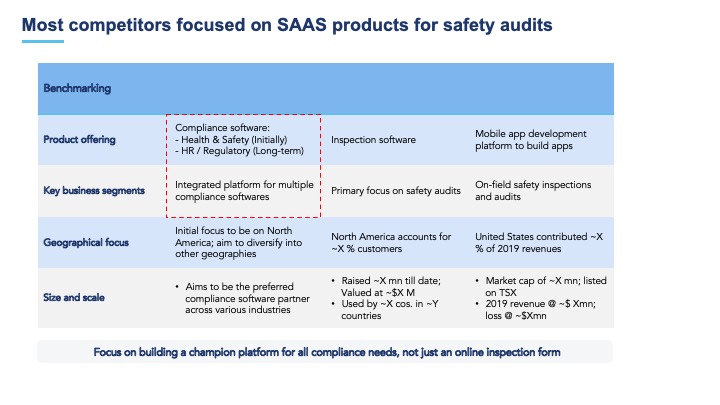 Most competitors focused on SAAS products for safety audits
Benchmarking
Product offering
Compliance software:
- Health & Safety (Initially)
- HR / Regulatory (Long-term)
Inspection software
Mobile app development
platform to build apps
Key business segments
Integrated platform for multiple
compliance softwares
Primary focus on safety audits
On-field safety inspections
and audits
Geographical focus
Initial focus to be on North
America; aim to diversify into
other geographies
North America accounts for
~X % customers
United States contributed ~X
% of 2019 revenues
Size and scale
• Aims to be the preferred
compliance software partner
across various industries
• Raised ~X mn till date;
Valued at ~$X M
• Used by ~X cos. in ~Y
countries
• Market cap of ~X mn; listed
on TSX
• 2019 revenue @ ~$ Xmn;
loss @ ~$Xmn
Focus on building a champion platform for all compliance needs, not just an online inspection form